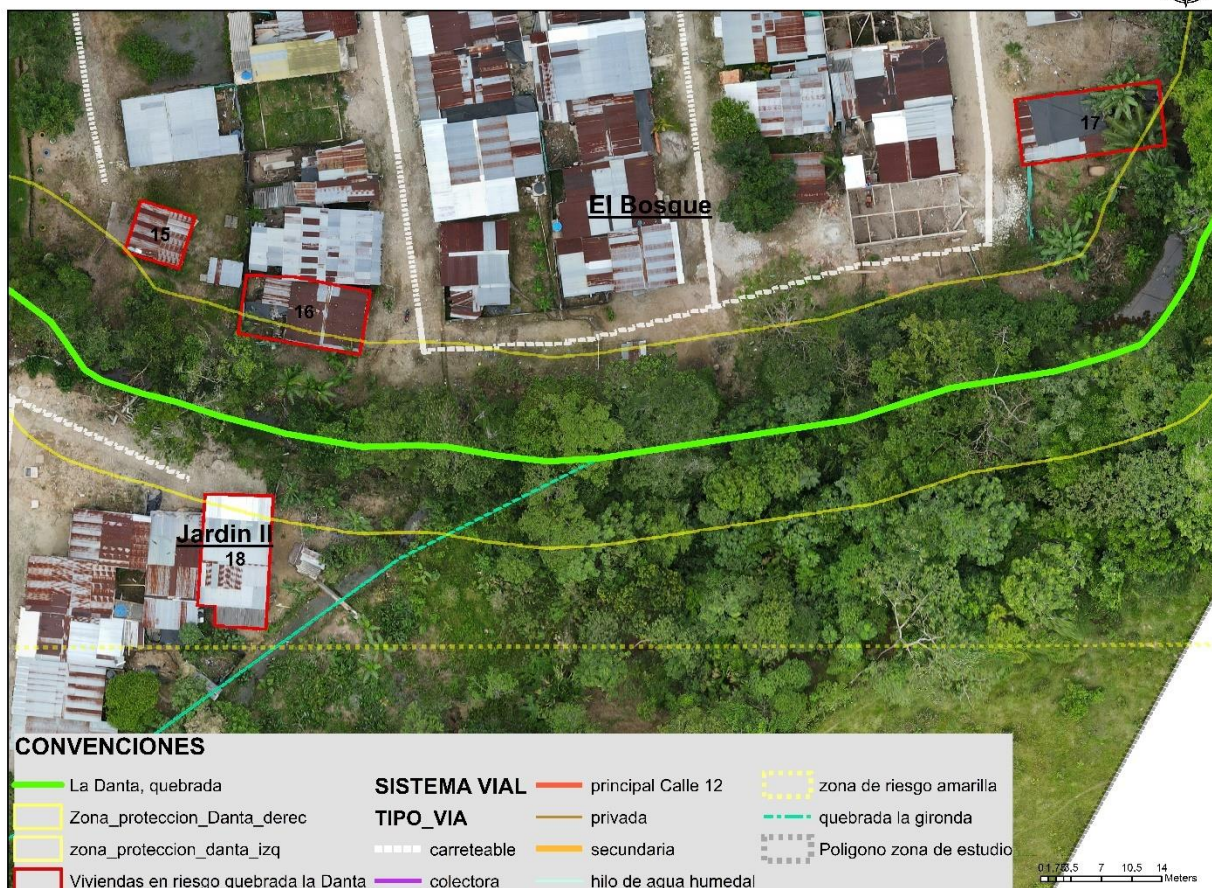 17
El Bosque
15
16
Jardin II
18
CONVENCIONES
La Danta, quebrada
Zona_proteccion_Danta_derec
zona_proteccion_danta_izq
Viviendas en riesgo quebrada la Danta
SISTEMA VIAL
TIPO_VIA
carreteable
colectora
principal Calle 12
privada
secundaria
hilo de agua humedal
zona de riesgo amarilla
quebrada la gironda
Poligono zona de estudio
7 10,5 14
Meters